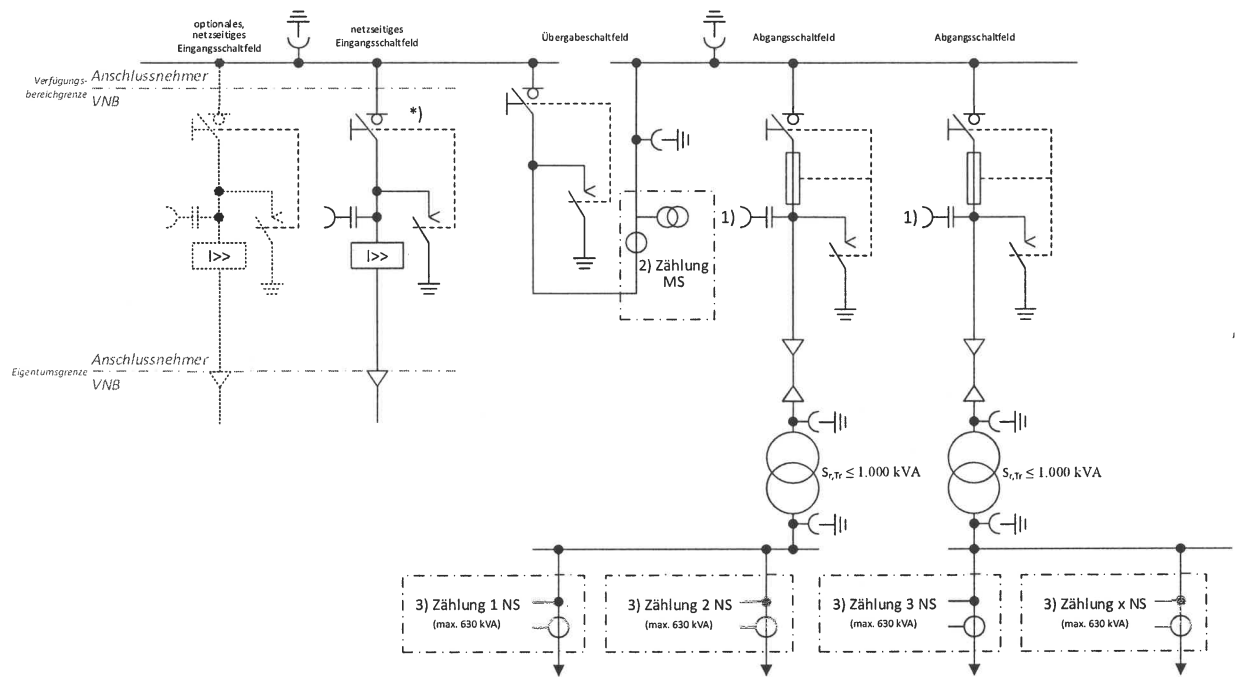 optionales,
netzseitiges
Eingangsschaltfeld
netzseitiges
Eingangsschaltfeld
Übergabeschaltfeld
Abgangsschaltfeld
Abgangsschaltfeld
Verfügungs-
bereichgrenze
Anschlussnehmer
VNB
*)
1)
1)
I>>
I>>
2) Zählung
MS
Eigentumsgrenze
Anschlussnehmer
VNB
Sr,Tr ≤ 1.000 kVA
Sr,Tr ≤ 1.000 kVA
3) Zählung 1 NS
(max. 630 kVA)
3) Zählung 2 NS
(max. 630 kVA)
3) Zählung 3 NS
(max. 630 kVA)
3) Zählung x NS
(max. 630 kVA)